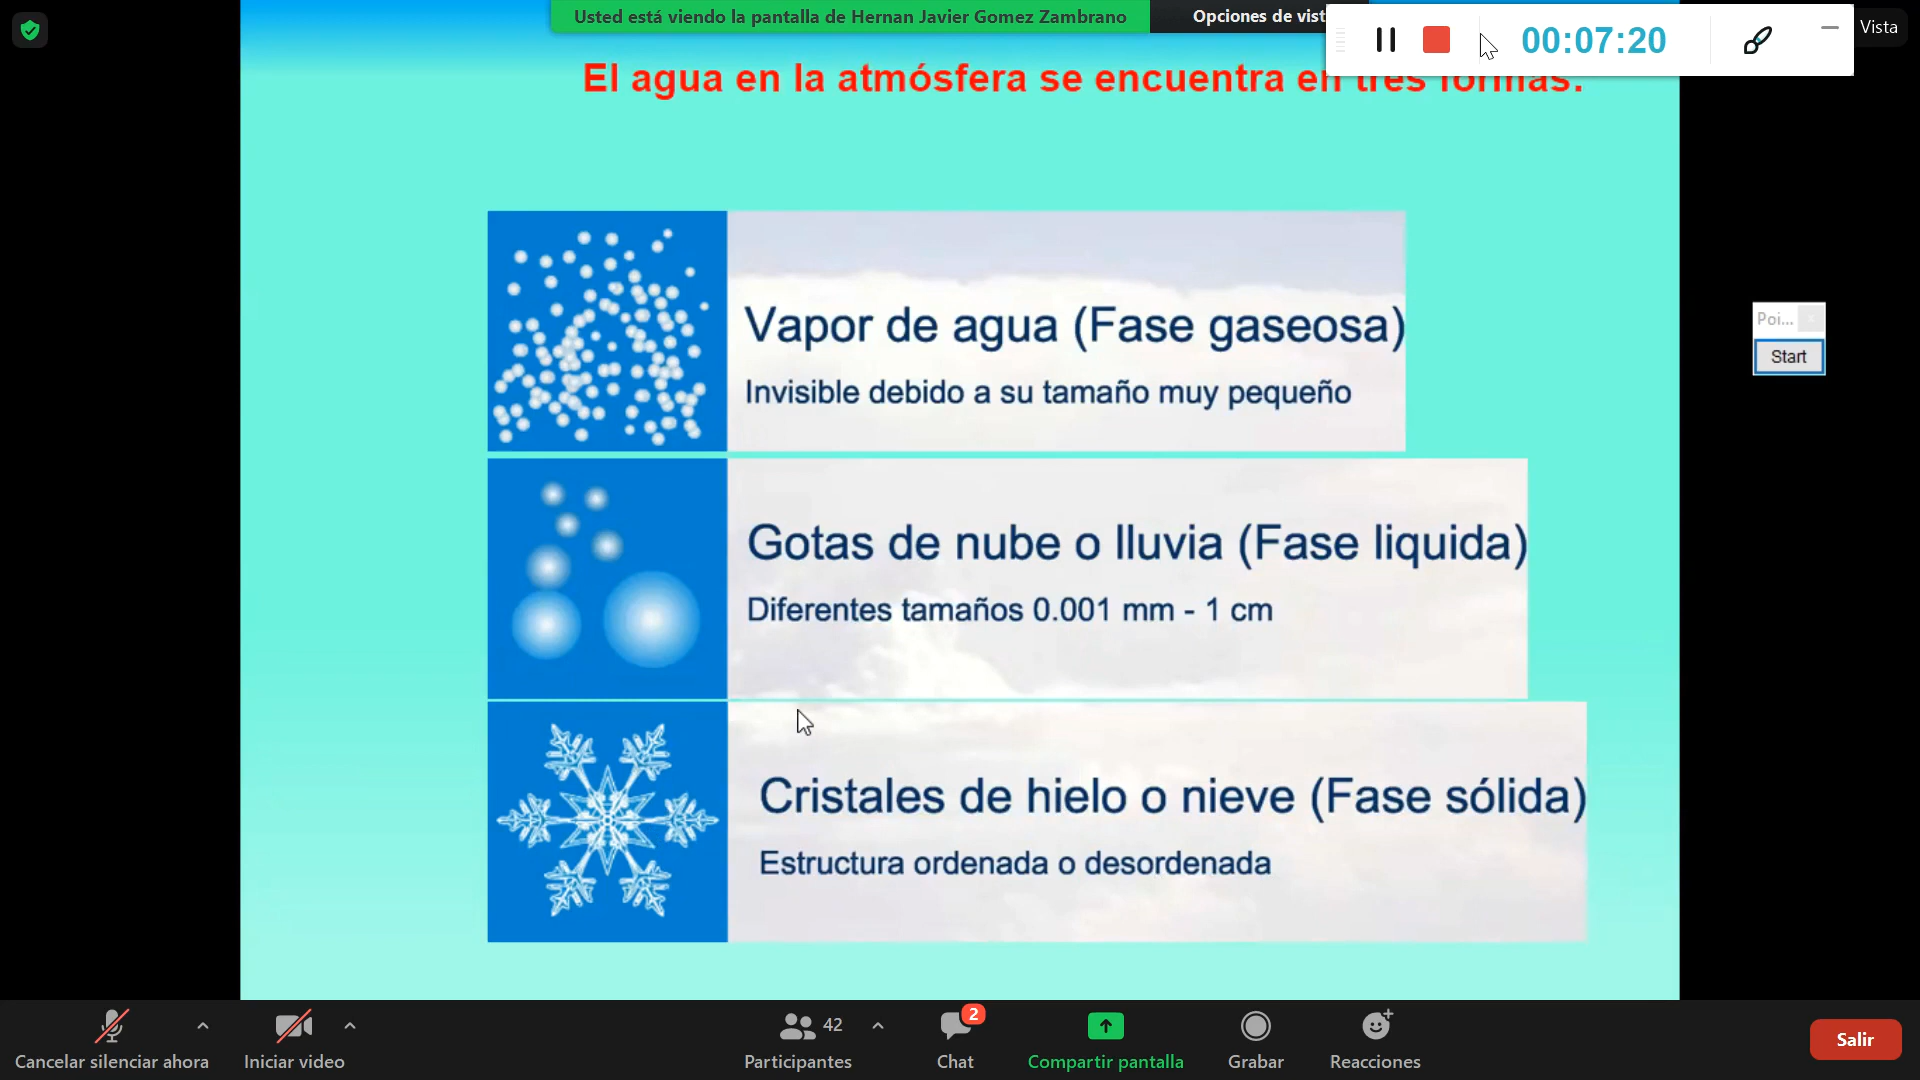 Usted está viendo la pantalla de Hernan Javier Gomez Zambrano
Opciones de vist
00:07:20
Vista
El agua en la atmósfera se encuentra en tres formas.
Vapor de agua (Fase gaseosa)
Invisible debido a su tamaño muy pequeño
Poi...
Start
Gotas de nube o lluvia (Fase liquida)
Diferentes tamaños 0.001 mm - 1 cm
Cristales de hielo o nieve (Fase sólida)
Estructura ordenada o desordenada
Cancelar silenciar ahora
Iniciar video
42
Participantes
2
Chat
Compartir pantalla
Grabar
Reacciones
Salir